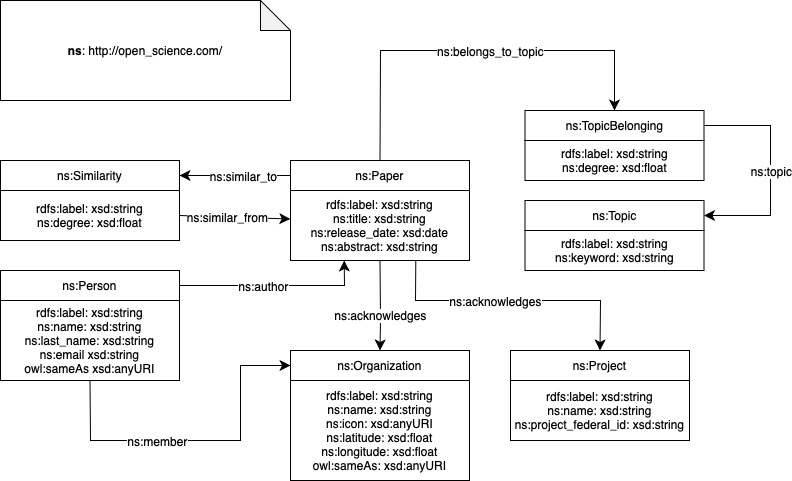 ns: http://open_science.com/
ns:belongs_to_topic
ns:TopicBelonging
rdfs:label: xsd:string
ns:degree: xsd:float
ns:topic
ns:Similarity
rdfs:label: xsd:string
ns:degree: xsd:float
ns:similar_to
ns:similar_from
ns:Paper
rdfs:label: xsd:string
ns:title: xsd:string
ns:release_date: xsd:date
ns:abstract: xsd:string
ns:Topic
rdfs:label: xsd:string
ns:keyword: xsd:string
ns:Person
rdfs:label: xsd:string
ns:name: xsd:string
ns:last_name: xsd:string
ns:email xsd:string
owl:sameAs xsd:anyURI
ns:author
ns:acknowledges
ns:acknowledges
ns:member
ns:Organization
rdfs:label: xsd:string
ns:name: xsd:string
ns:icon: xsd:anyURI
ns:latitude: xsd:float
ns:longitude: xsd:float
owl:sameAs: xsd:anyURI
ns:Project
rdfs:label: xsd:string
ns:name: xsd:string
ns:project_federal_id: xsd:string